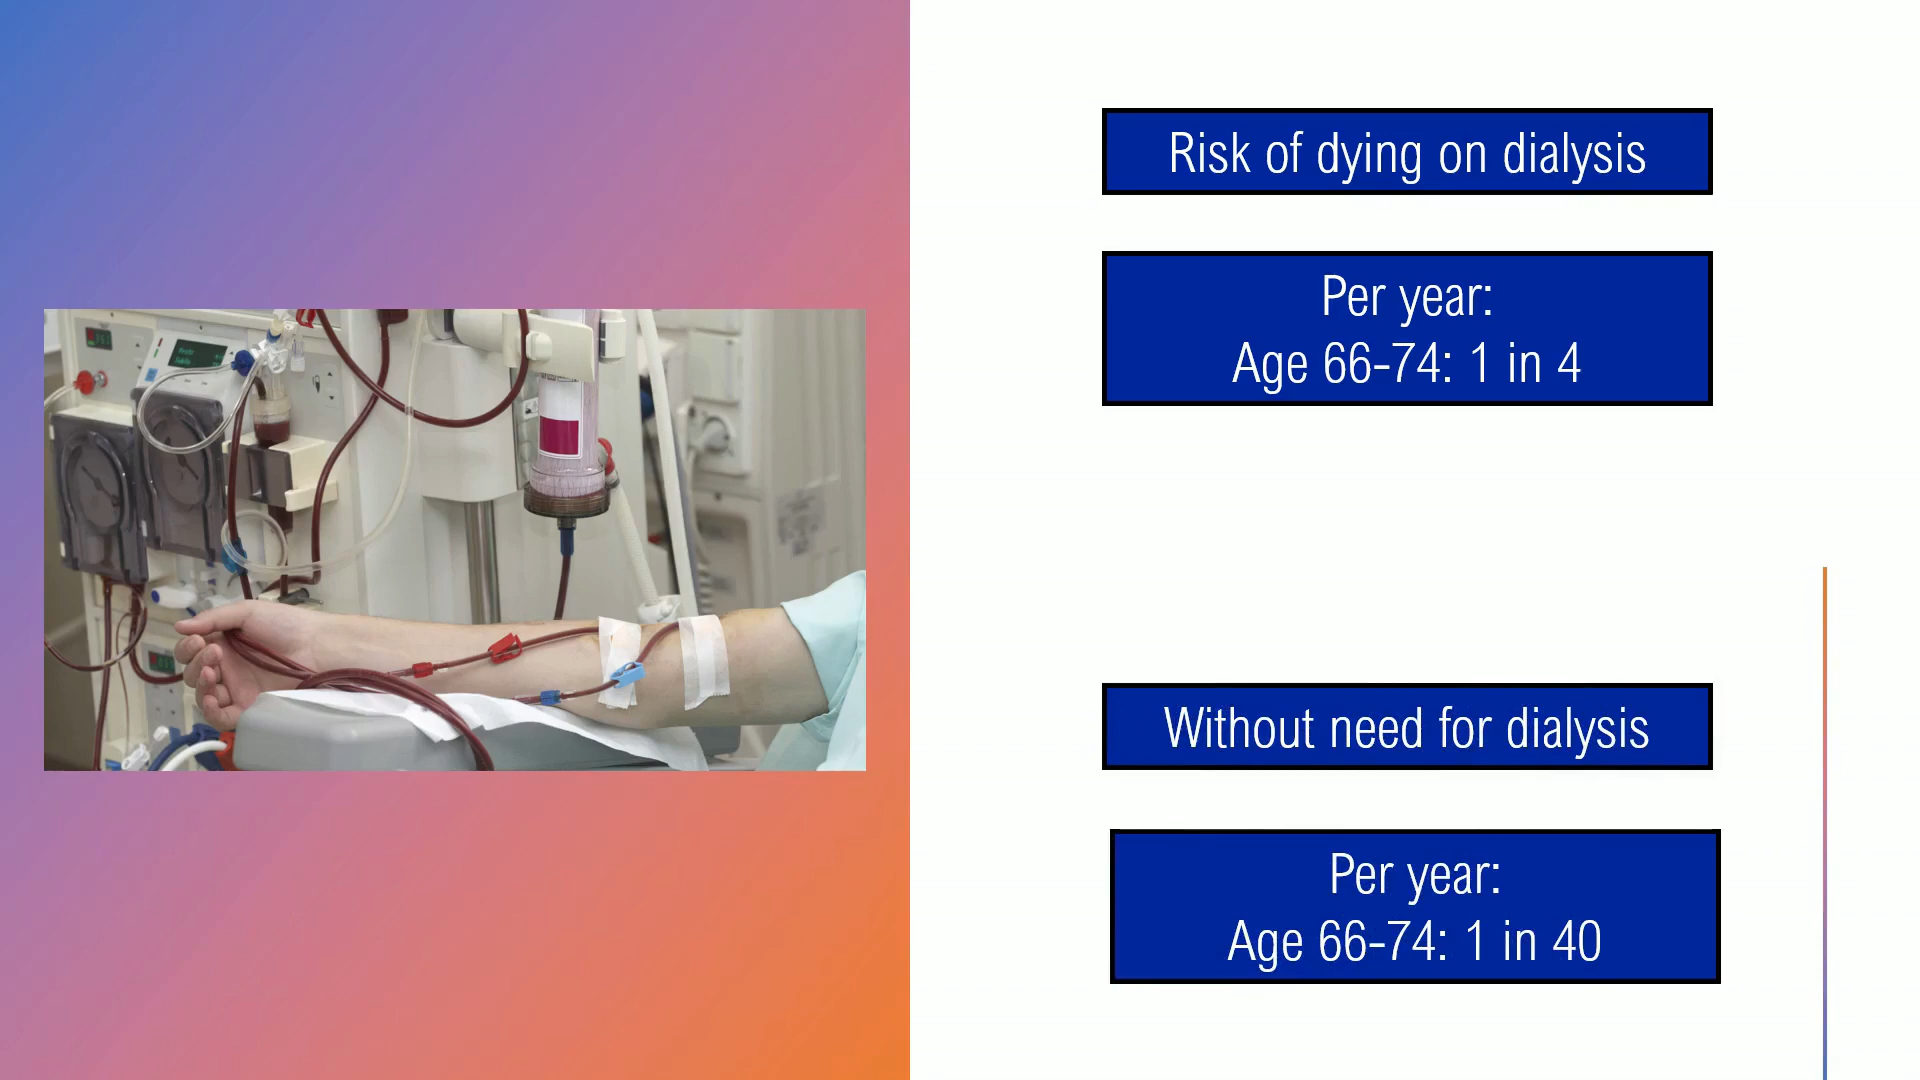 Risk of dying on dialysis
Per year:
Age 66-74: 1 in 4
Without need for dialysis
Per year:
Age 66-74: 1 in 40